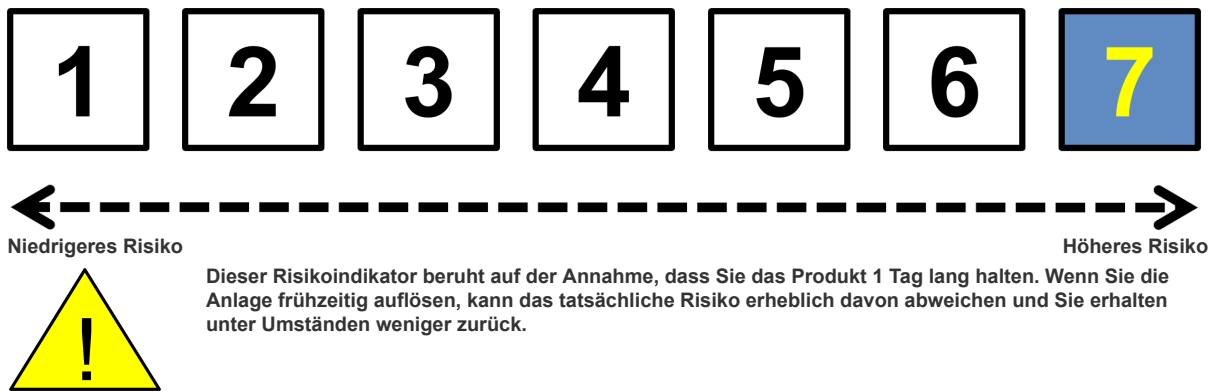 1 2 3 4 5 6 7
Niedrigeres Risiko Höheres Risiko
!
Dieser Risikoindikator beruht auf der Annahme, dass Sie das Produkt 1 Tag lang halten. Wenn Sie die
Anlage frühzeitig auflösen, kann das tatsächliche Risiko erheblich davon abweichen und Sie erhalten
unter Umständen weniger zurück.